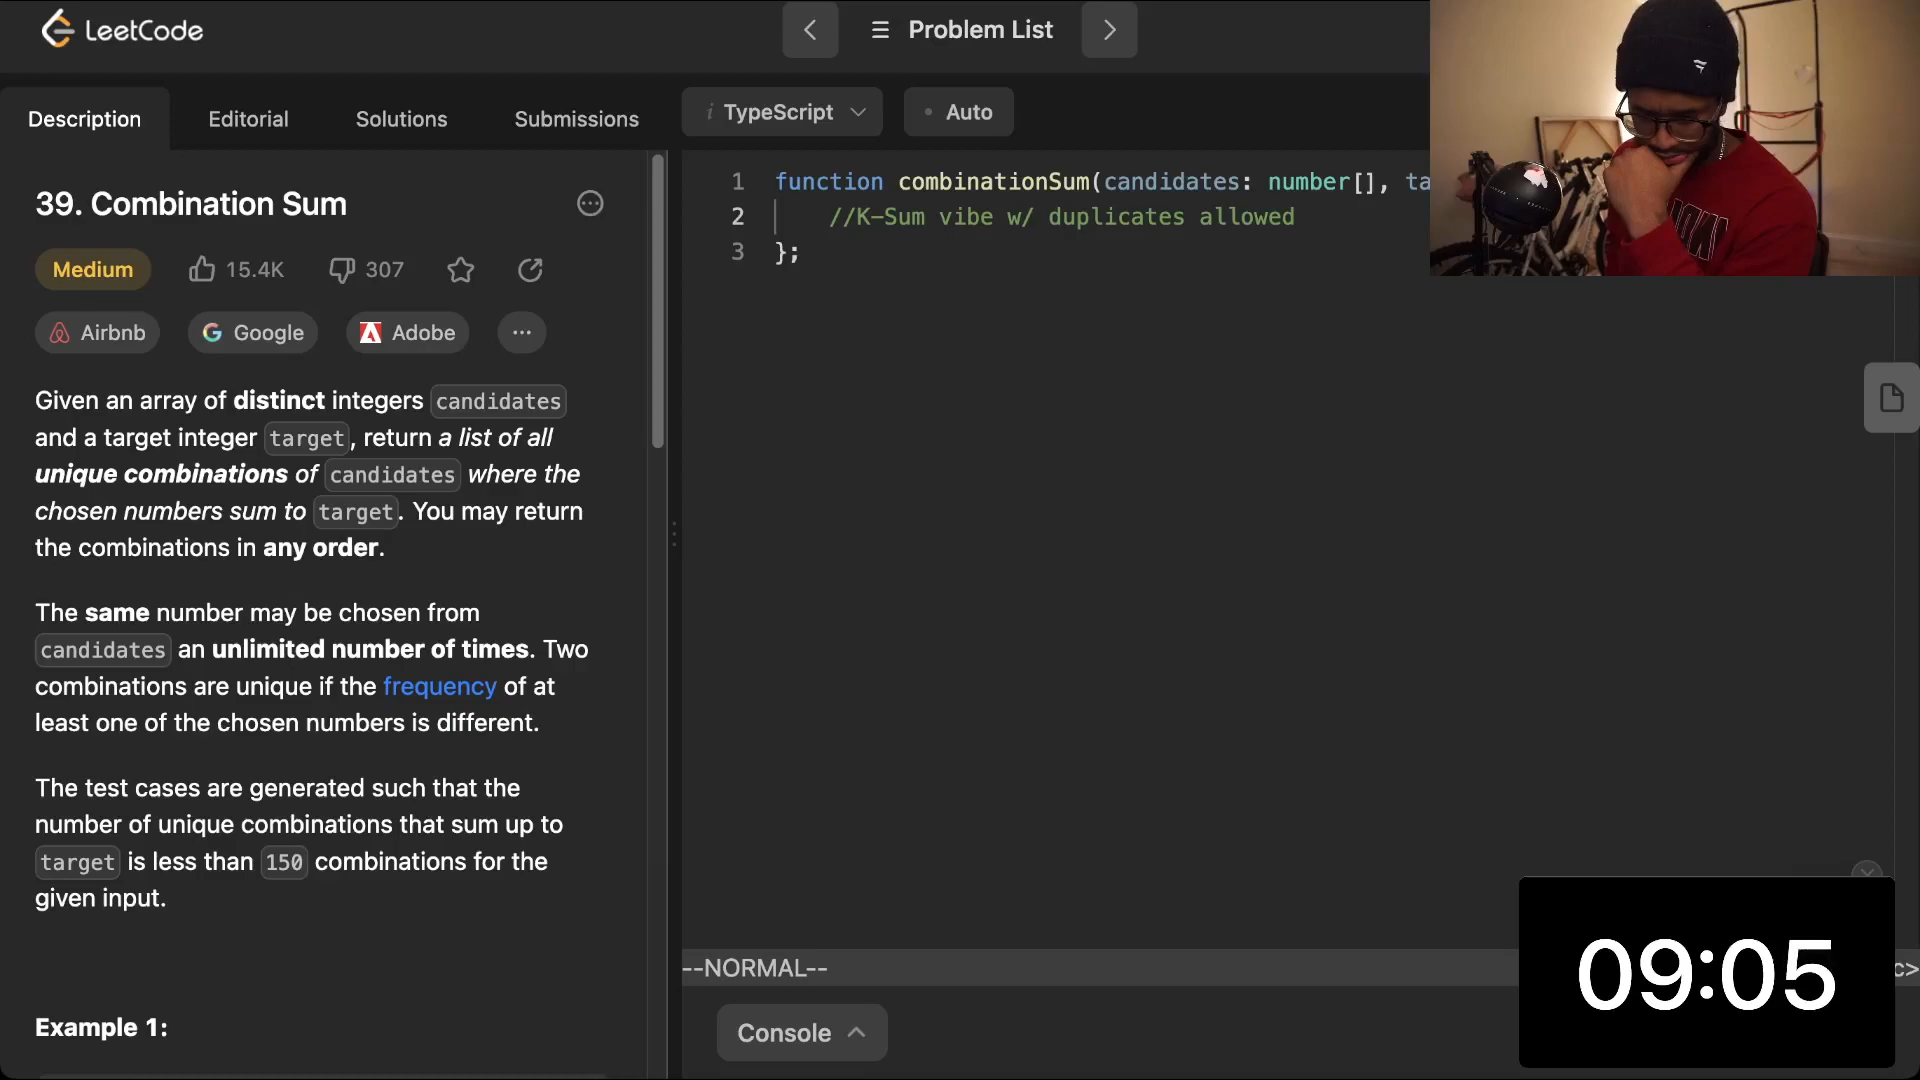 LeetCode
Problem List
Description
Editorial
Solutions
Submissions
TypeScript
Auto
39. Combination Sum
Medium
15.4K
307
Airbnb
Google
Adobe
Given an array of distinct integers candidates
and a target integer target, return a list of all
unique combinations of candidates where the
chosen numbers sum to target. You may return
the combinations in any order.
The same number may be chosen from
candidates an unlimited number of times. Two
combinations are unique if the frequency of at
least one of the chosen numbers is different.
The test cases are generated such that the
number of unique combinations that sum up to
target is less than 150 combinations for the
given input.
Example 1:
1 function combinationSum(candidates: number[], ta
2 //K-Sum vibe w/ duplicates allowed
3 };
--NORMAL--
c>
Console
09:05